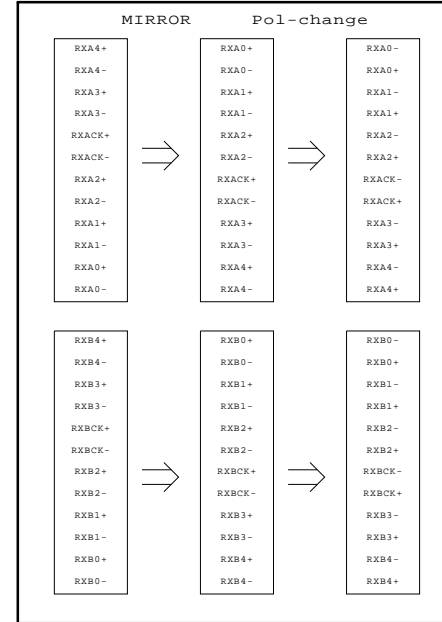 MIRROR Pol-change
RXA4+ RXA0+ RXA0-
RXA4- RXA0- RXA0+
RXA3+ RXA1+ RXA1-
RXA3- RXA1- RXA1+
RXACK+ RXA2+ RXA2-
RXACK- RXA2- RXA2+
RXA2+ RXACK+ RXACK-
RXA2- RXACK- RXACK+
RXA1+ RXA3+ RXA3-
RXA1- RXA3- RXA3+
RXA0+ RXA4+ RXA4-
RXA0- RXA4- RXA4+
RXB4+ RXB0+ RXB0-
RXB4- RXB0- RXB0+
RXB3+ RXB1+ RXB1-
RXB3- RXB1- RXB1+
RXBCK+ RXB2+ RXB2-
RXBCK- RXB2- RXB2+
RXB2+ RXBCK+ RXBCK-
RXB2- RXBCK- RXBCK+
RXB1+ RXB3+ RXB3-
RXB1- RXB3- RXB3+
RXB0+ RXB4+ RXB4-
RXB0- RXB4- RXB4+